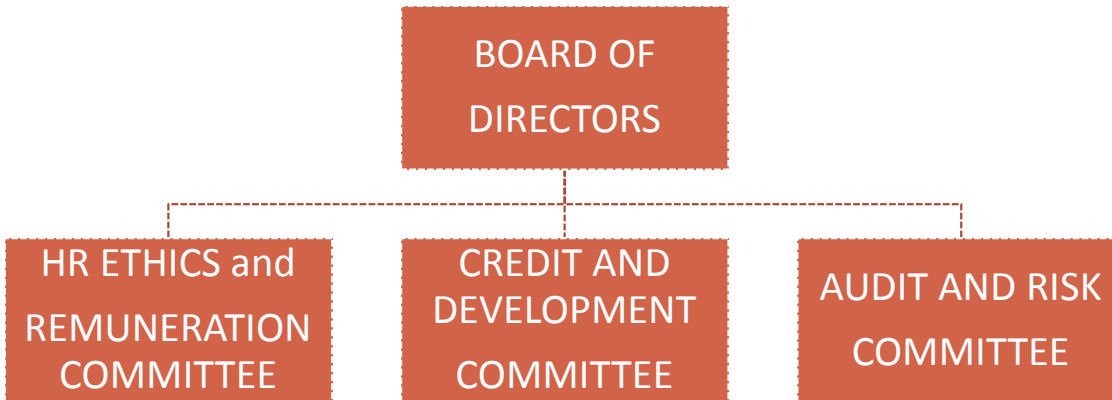 BOARD OF
DIRECTORS
HR ETHICS and
REMUNERATION
COMMITTEE
CREDIT AND
DEVELOPMENT
COMMITTEE
AUDIT AND RISK
COMMITTEE